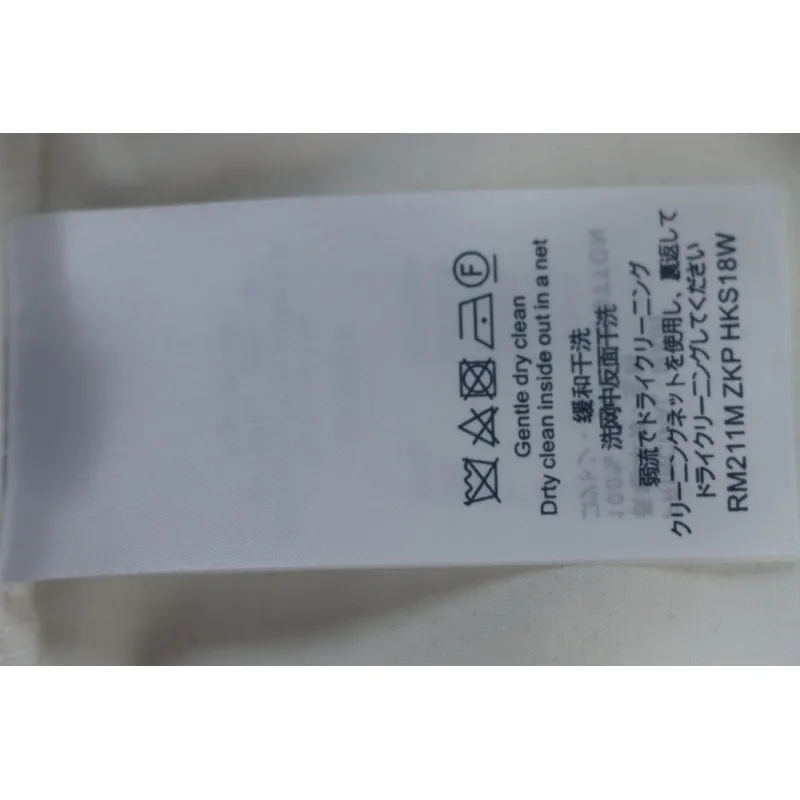 F
Gentle dry clean
Drty clean inside out in a net
缓和干洗
洗网中反面干洗
弱流でドライクリーニング
クリーニングネットを使用し、裏返して
ドライクリーニングしてください
RM211M ZKP HKS18W